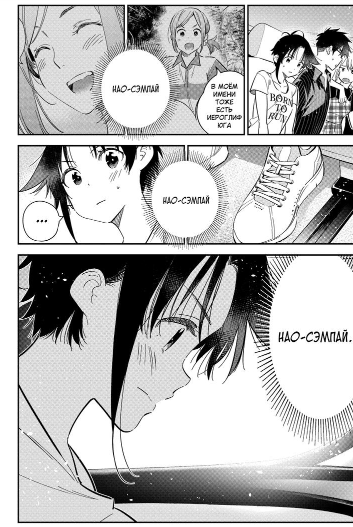 BORN
TO
RUN
В МОЁМ
ИМЕНИ
ТОЖЕ
ЕСТЬ
ИЕРОГЛИФ
ЮГА
НАО-СЭМПАЙ
НАО-СЭМПАЙ
...
НАО-СЭМПАЙ.